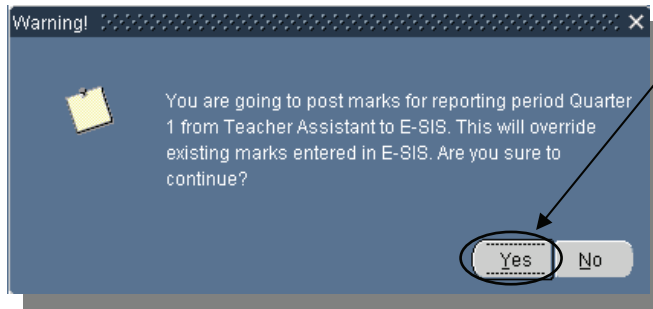 Warning!
You are going to post marks for reporting period Quarter
1 from Teacher Assistant to E-SIS. This will override
existing marks entered in E-SIS. Are you sure to
continue?
Yes No